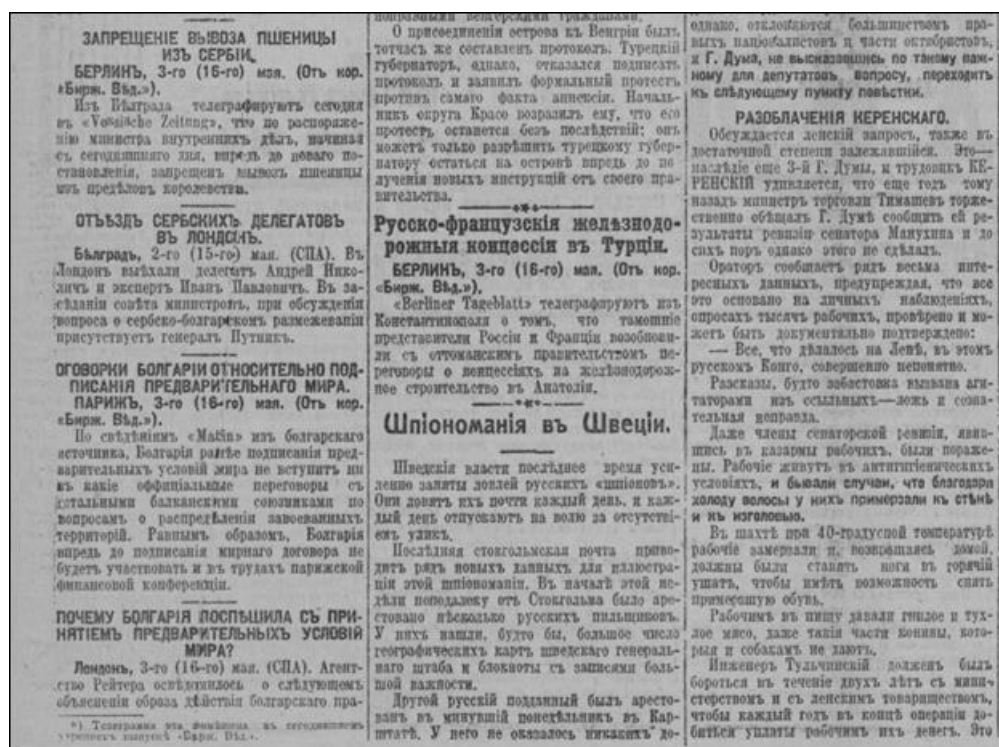 ЗАПРЕЩЕНІЕ ВЫВОЗА ПШЕНИЦЫ
ИЗЪ СЕРБІИ.
БЕРЛИНЪ, 3-го (16-го) мая. (Отъ кор.
«Бирж. Вѣд.»).
Изъ Бѣлграда телеграфируютъ сегодня
въ «Vossische Zeitung», что по распоряже-
нію министра внутреннихъ дѣлъ, начиная
съ сегодняшняго дня, впредь до новаго по-
становленія, запрещенъ вывозъ пшеницы
изъ предѣловъ королевства.
ОТЪѢЗДЪ СЕРБСКИХЪ ДЕЛЕГАТОВЪ
ВЪ ЛОНДОНЪ.
Бѣлградъ, 2-го (15-го) мая. (СПА). Въ
Лондонъ выѣхали делегатъ Андрей Нико-
личъ и экспертъ Иванъ Павловичъ. Въ за-
сѣданіи совѣта министровъ, при обсужденіи
вопроса о сербско-болгарскомъ размежеваніи
присутствуетъ генералъ Путникъ.
ОГОВОРКИ БОЛГАРІИ ОТНОСИТЕЛЬНО ПОД-
ПИСАНІЯ ПРЕДВАРИТЕЛЬНАГО МИРА.
ПАРИЖЪ, 3-го (16-го) мая. (Отъ кор.
«Бирж. Вѣд.»).
По свѣдѣніямъ «Matin» изъ болгарскаго
источника, Болгарія ранѣе подписанія пред-
варительныхъ условій мира не вступитъ ни
въ какіе оффиціальные переговоры съ
остальными балканскими союзниками по
вопросамъ о распредѣленіи завоеванныхъ
территорій. Равнымъ образомъ, Болгарія
впредь до подписанія мирнаго договора не
будетъ участвовать и въ трудахъ парижской
финансовой конференціи.
ПОЧЕМУ БОЛГАРІЯ ПОСПѢШИЛА СЪ ПРИ-
НЯТІЕМЪ ПРЕДВАРИТЕЛЬНЫХЪ УСЛОВІЙ
МИРА?
Лондонъ, 3-го (16-го) мая. (СПА). Агент-
ство Рейтера освѣдомилось о слѣдующемъ
объясненіи образа дѣйствія болгарскаго пра-
*) Телеграмма эта помѣщена въ сегодняшнемъ
утреннемъ выпускѣ «Бирж. Вѣд.».
поправными венгерскими гражданами.
О присоединеніи острова къ Венгріи былъ
тотчасъ же составленъ протоколъ. Турецкій
губернаторъ, однако, отказался подписать
протоколъ и заявилъ формальный протестъ
противъ самаго факта аннексіи. Началь-
никъ округа Красо возразилъ ему, что его
протестъ останется безъ послѣдствій: онъ
можетъ только разрѣшить турецкому губер-
натору остаться на островѣ впредь до по
лученія новыхъ инструкцій отъ своего пра-
вительства.
Русско-французскія железнодо-
рожныя концессіи въ Турціи.
БЕРЛИНЪ, 3-го (16-го) мая. (Отъ кор.
«Бирж. Вѣд.»).
«Berliner Tageblatt» телеграфируютъ изъ
Константинополя о томъ, что тамошніе
представители Россіи и Франціи возобнови-
ли съ оттоманскимъ правительствомъ пе-
реговоры о концессіяхъ на желѣзнодорож-
ное строительство въ Анатоліи.
Шпіономанія въ Швеціи.
Шведскія власти послѣднее время уси-
ленно заняты ловлей русскихъ «шпіоновъ».
Они ловятъ ихъ почти каждый день, и каж-
дый день отпускаютъ на волю за отсутстві-
емъ уликъ.
Послѣдняя стокгольмская почта приво-
дитъ рядъ новыхъ данныхъ для иллюстра-
ціи этой шпіономаніи. Въ началѣ этой не-
дѣли неподалеку отъ Стокгольма было аре-
стовано нѣсколько русскихъ пильщиковъ.
У нихъ нашли, будто бы, большое число
географическихъ картъ шведскаго генераль-
наго штаба и блокноты съ записями боль-
шой важности.
Другой русскій подданный былъ аресто-
ванъ въ минувшій понедѣльникъ въ Кар-
штатѣ. У него не оказалось никакихъ до-
однако, отклоняются большинствомъ пра-
выхъ націоналистовъ и части октябристовъ,
и Г. Дума, не высказавшись по такому важ-
ному для депутатовъ вопросу, переходитъ
къ слѣдующему пункту повѣстки.
РАЗОБЛАЧЕНІЯ КЕРЕНСКАГО.
Обсуждается ленскій запросъ, также въ
достаточной степени залежавшійся. Это—
наслѣдіе еще 3-й Г. Думы, и трудовикъ КЕ-
РЕНСКІЙ удивляется, что еще годъ тому
назадъ министръ торговли Тимашевъ торже-
ственно обѣщалъ Г. Думѣ сообщить ей ре-
зультаты ревизіи сенатора Манухина и до
сихъ поръ однако этого не сдѣлалъ.
Ораторъ сообщаетъ рядъ весьма инте-
ресныхъ данныхъ, предупреждая, что все
это основано на личныхъ наблюденіяхъ,
опросахъ тысячъ рабочихъ, провѣрено и мо-
жетъ быть документально подтверждено:
— Все, что дѣлалось на Ленѣ, въ этомъ
русскомъ Конго, совершенно непонятно.
Разсказы, будто забастовка вызвана аги-
таторами изъ ссыльныхъ—ложь и созна-
тельная неправда.
Даже члены сенаторской ревизіи, явив-
шись въ казармы рабочихъ, были пораже-
ны. Рабочіе живутъ въ антигигіеническихъ
условіяхъ, и бывали случаи, что благодаря
холоду волосы у нихъ примерзали къ стѣнѣ
и къ изголовью.
Въ шахтѣ при 40-градусной температурѣ
рабочіе замерзали и, возвращаясь домой,
должны были ставить ноги въ горячій
ушатъ, чтобы имѣть возможность снять
примерзшую обувь.
Рабочимъ въ пищу давали гнилое и тух-
лое мясо, даже такія части конины, кото-
рыя и собакамъ не даютъ.
Инженеръ Тульчинскій долженъ былъ
бороться въ теченіе двухъ лѣтъ съ мини-
стерствомъ и съ ленскимъ товариществомъ,
чтобы каждый годъ въ концѣ операціи до-
биться уплаты рабочимъ ихъ денегъ. Это